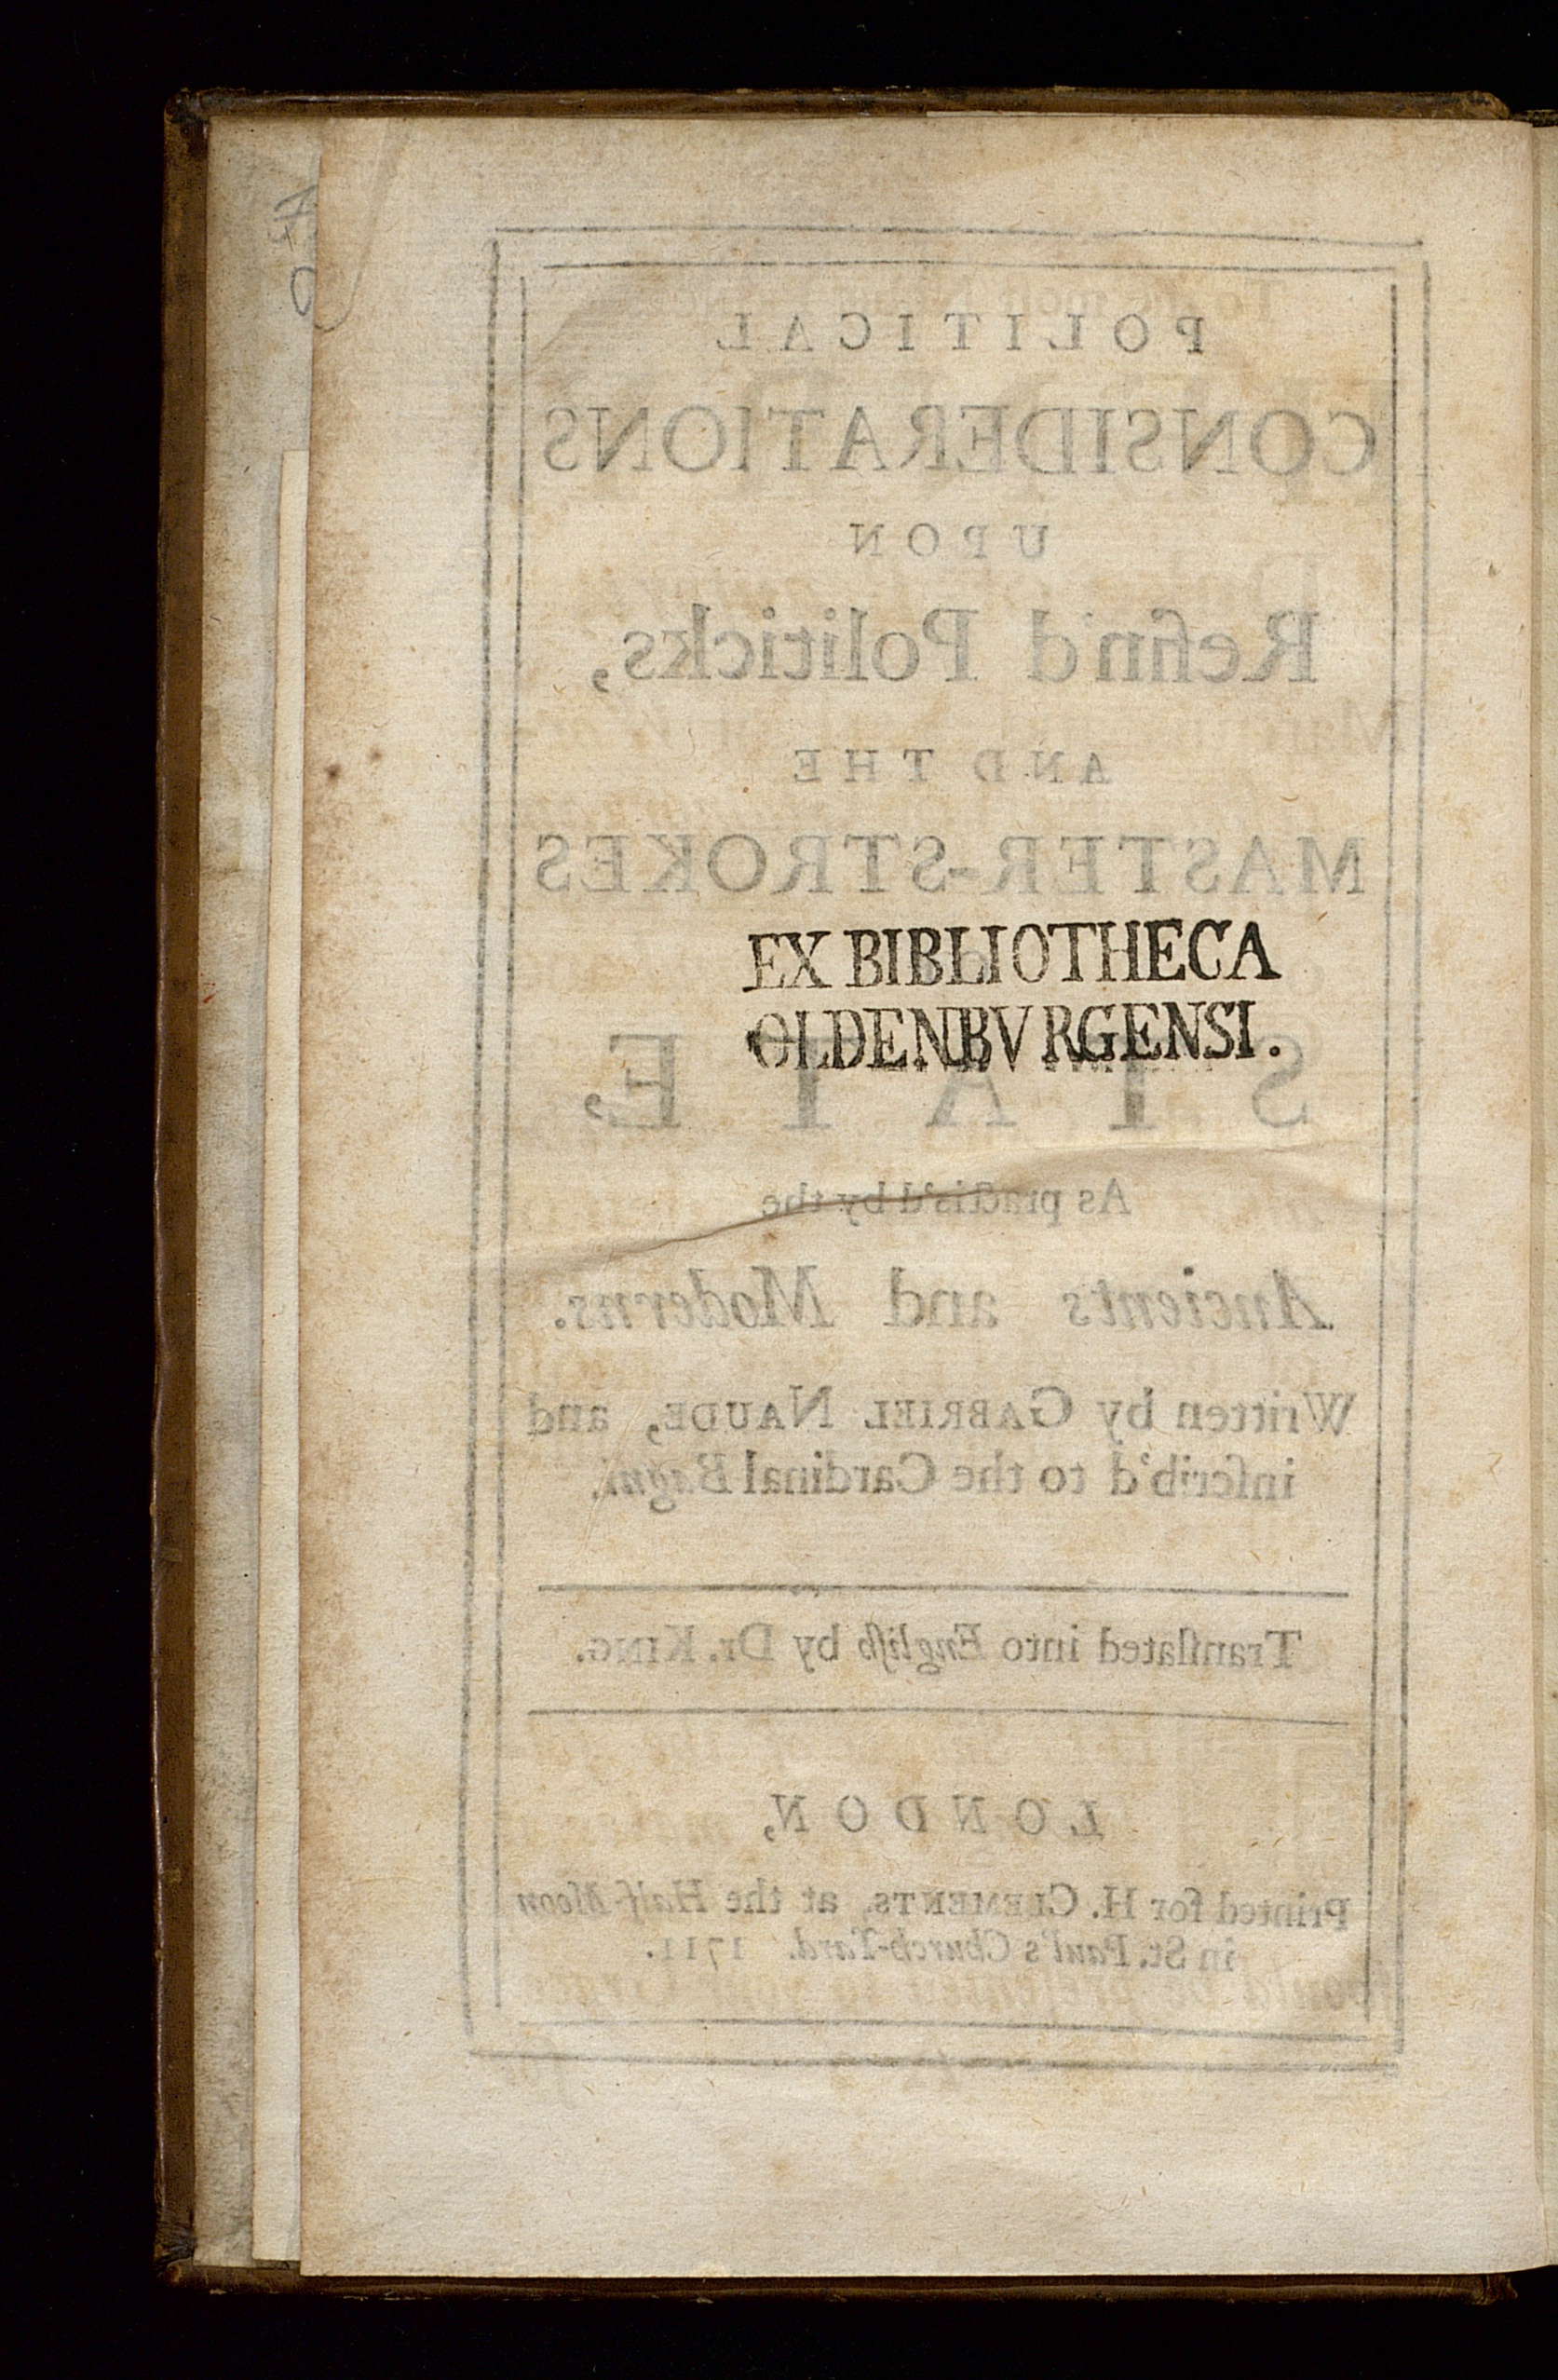 EX BIBLIOTHECA
OLDENBVRGENSI.
POLITICAL
CONSIDERATIONS
UPON
Refin'd Politicks,
AND THE
MASTER-STROKES
STATE,
As practis'd by the
Ancients and Moderns.
Written by GABRIEL NAUDE, and
inſcrib'd to the Cardinal Bagni.
Tranſlated into Engliſh by Dr. KING.
LONDON,
Printed for H. CLEMENTS, at the Half-Moon
in St. Paul's Church-Yard. 1711.